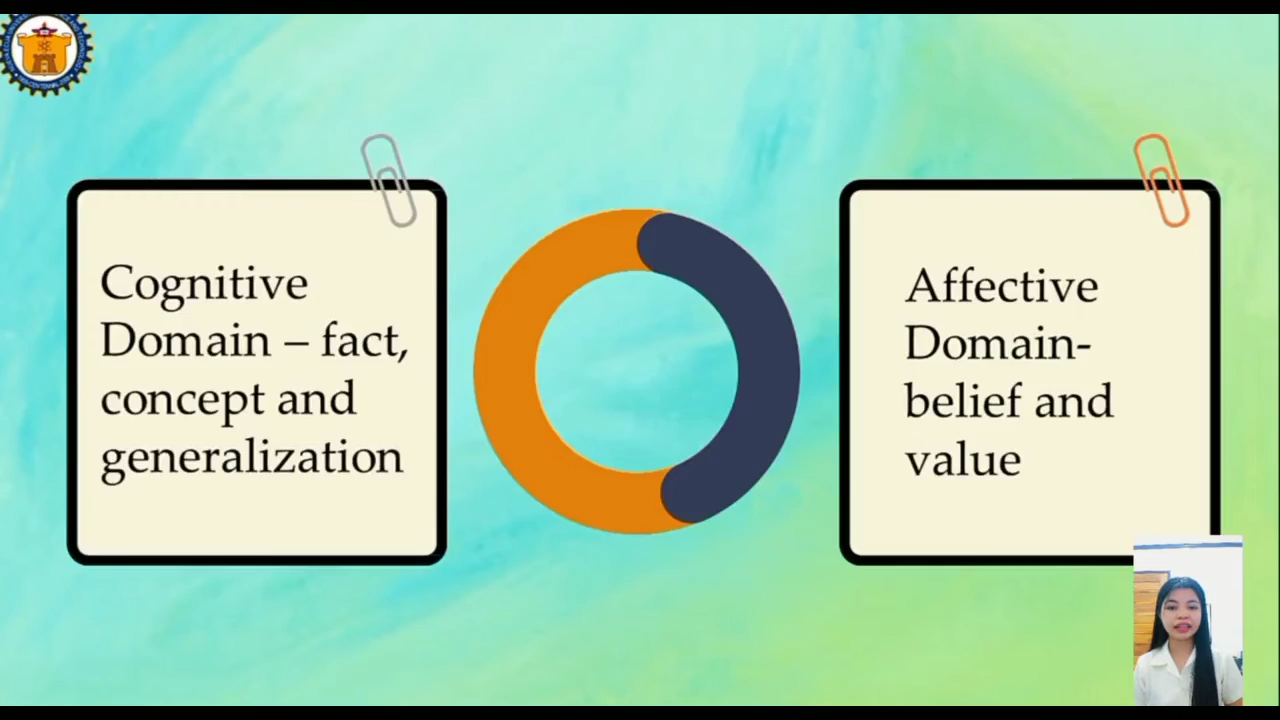 Cognitive
Domain – fact,
concept and
generalization
Affective
Domain-
belief and
value